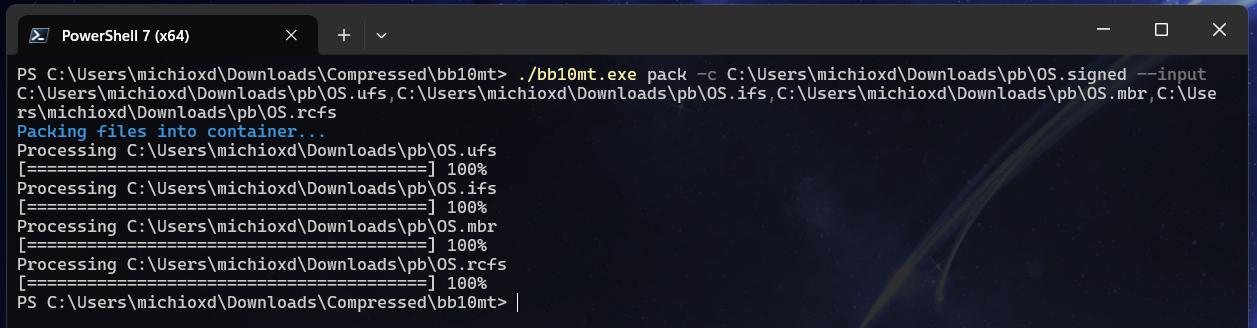 PowerShell 7 (x64)
PS C:\Users\michioxd\Downloads\Compressed\bb10mt> ./bb10mt.exe pack -c C:\Users\michioxd\Downloads\pb\OS.signed --input
C:\Users\michioxd\Downloads\pb\OS.ufs,C:\Users\michioxd\Downloads\pb\OS.ifs,C:\Users\michioxd\Downloads\pb\OS.mbr,C:\Use
rs\michioxd\Downloads\pb\OS.rcfs
Packing files into container...
Processing C:\Users\michioxd\Downloads\pb\OS.ufs
[========================================] 100%
Processing C:\Users\michioxd\Downloads\pb\OS.ifs
[========================================] 100%
Processing C:\Users\michioxd\Downloads\pb\OS.mbr
[========================================] 100%
Processing C:\Users\michioxd\Downloads\pb\OS.rcfs
[========================================] 100%
PS C:\Users\michioxd\Downloads\Compressed\bb10mt>